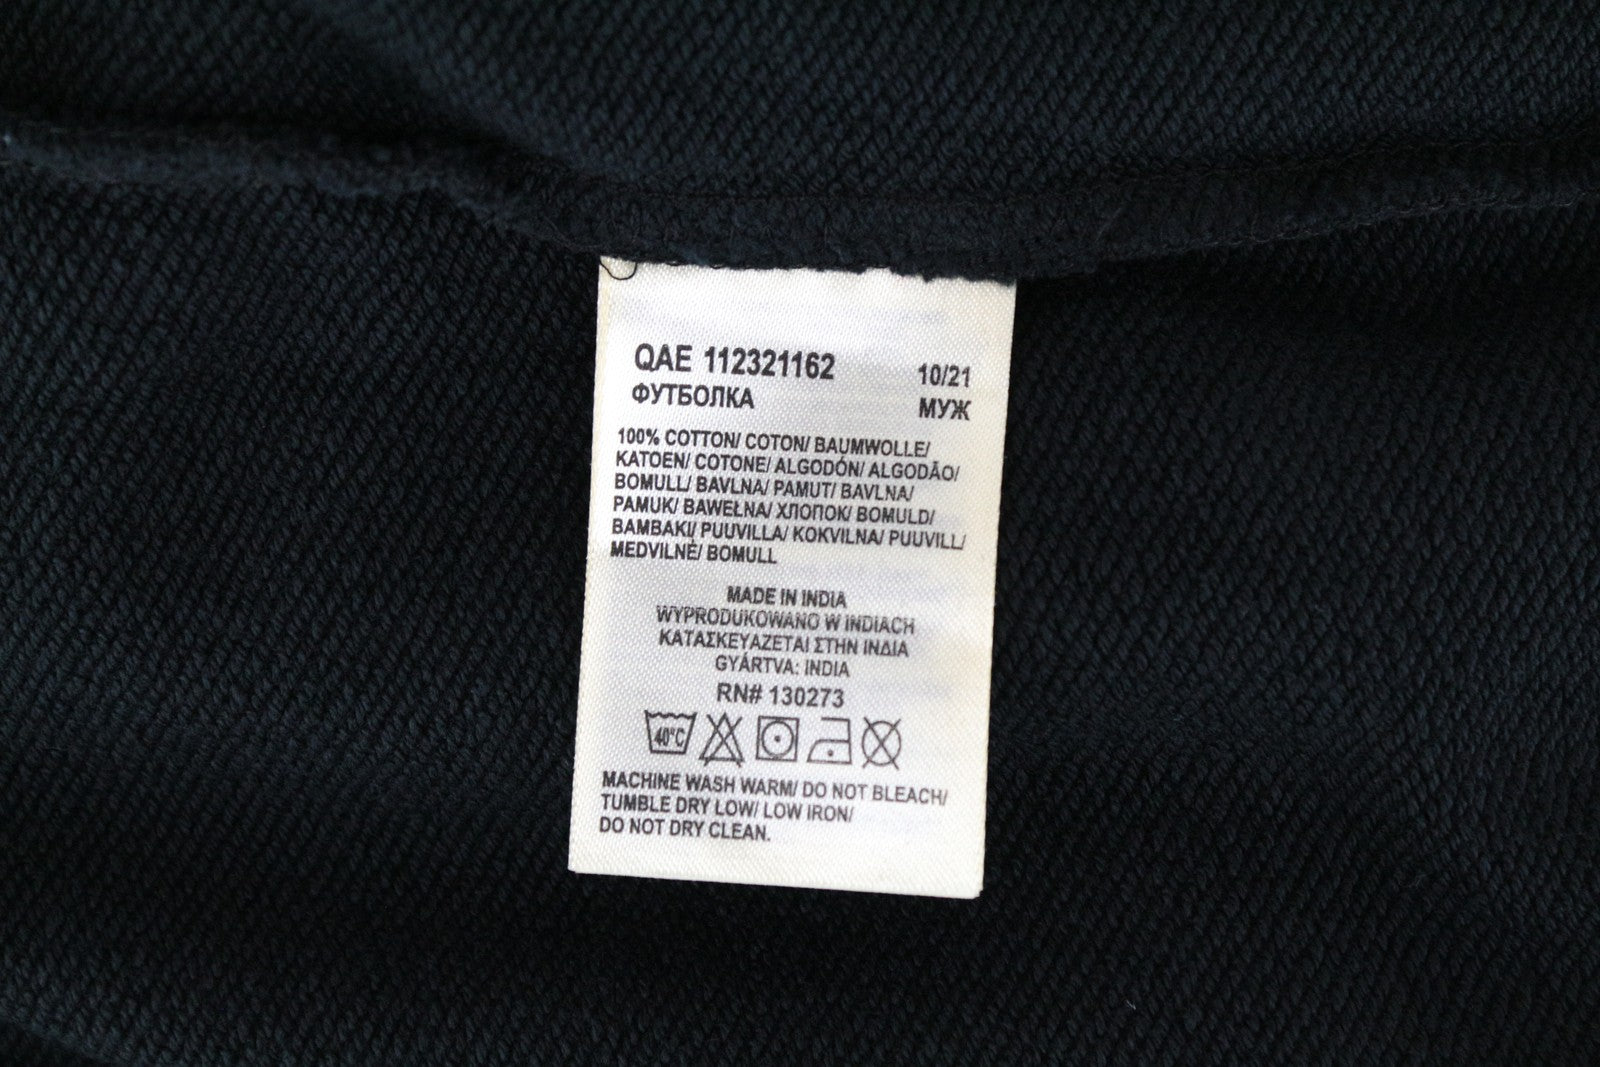 QAE 112321162 10/21
ФУТБОЛКА МУЖ
100% COTTON/ COTON/ BAUMWOLLE/
KATOEN/ COTONE/ ALGODÓN/ ALGODÃO/
BOMULL/ BAVLNA/ PAMUT/ BAVLNA/
PAMUK/ BAWEŁNA/ ХЛОПОК/ BOMULD/
BAMBAKI/ PUUVILLA/ KOKVILNA/ PUUVILL/
MEDVILNÉ/ BOMULL
MADE IN INDIA
WYPRODUKOWANO W INDIACH
ΚΑΤΑΣΚΕΥΑΖΕΤΑΙ ΣΤΗΝ ΙΝΔΙΑ
GYÁRTVA: INDIA
RN# 130273
40°C
MACHINE WASH WARM/ DO NOT BLEACH/
TUMBLE DRY LOW/ LOW IRON/
DO NOT DRY CLEAN.